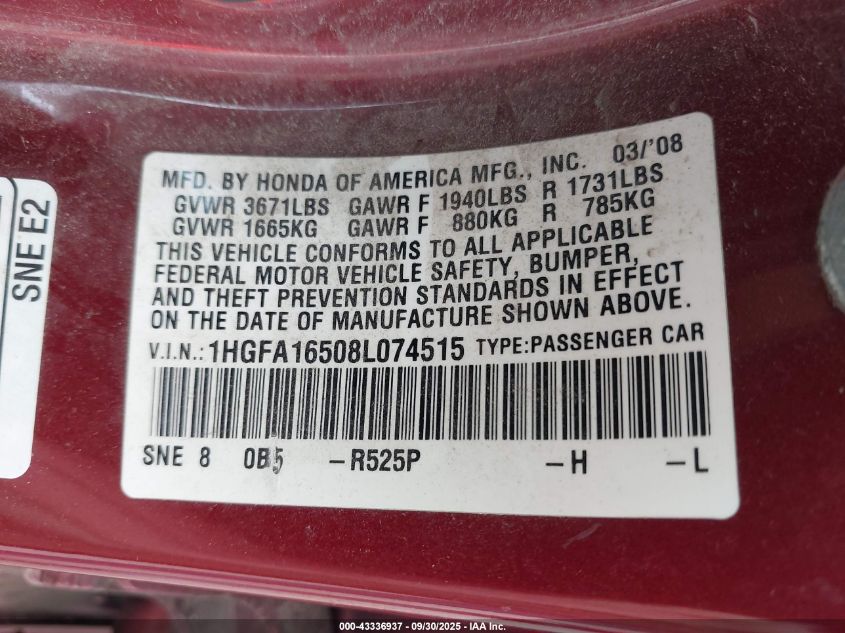 MFD. BY HONDA OF AMERICA MFG., INC. 03/'08
GVWR 3671LBS GAWR F 1940LBS R 1731LBS
GVWR 1665KG GAWR F 880KG R 785KG
THIS VEHICLE CONFORMS TO ALL APPLICABLE
FEDERAL MOTOR VEHICLE SAFETY, BUMPER,
AND THEFT PREVENTION STANDARDS IN EFFECT
ON THE DATE OF MANUFACTURE SHOWN ABOVE.
V.I.N.: 1HGFA16508L074515 TYPE:PASSENGER CAR
SNE 8 0B5 -R525P -H -L
SNE E2
000-43336937 - 09/30/2025 - IAA Inc.